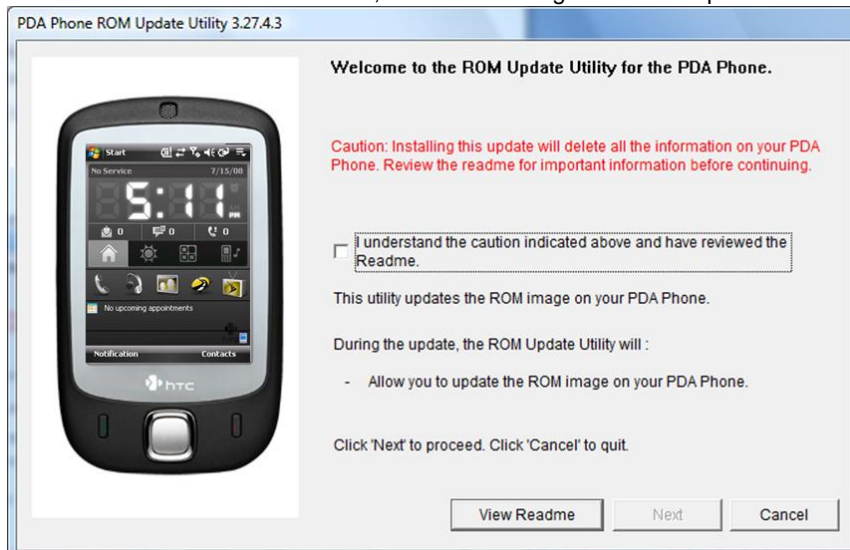 PDA Phone ROM Update Utility 3.27.4.3
Welcome to the ROM Update Utility for the PDA Phone.
Caution: Installing this update will delete all the information on your PDA
Phone. Review the readme for important information before continuing.
I understand the caution indicated above and have reviewed the
Readme.
This utility updates the ROM image on your PDA Phone.
During the update, the ROM Update Utility will :
- Allow you to update the ROM image on your PDA Phone.
Click 'Next' to proceed. Click 'Cancel' to quit.
View Readme Next Cancel
Start
No Service 7/15/08
5:11 PM
0 0 0
No upcoming appointments
Notification Contacts
htc